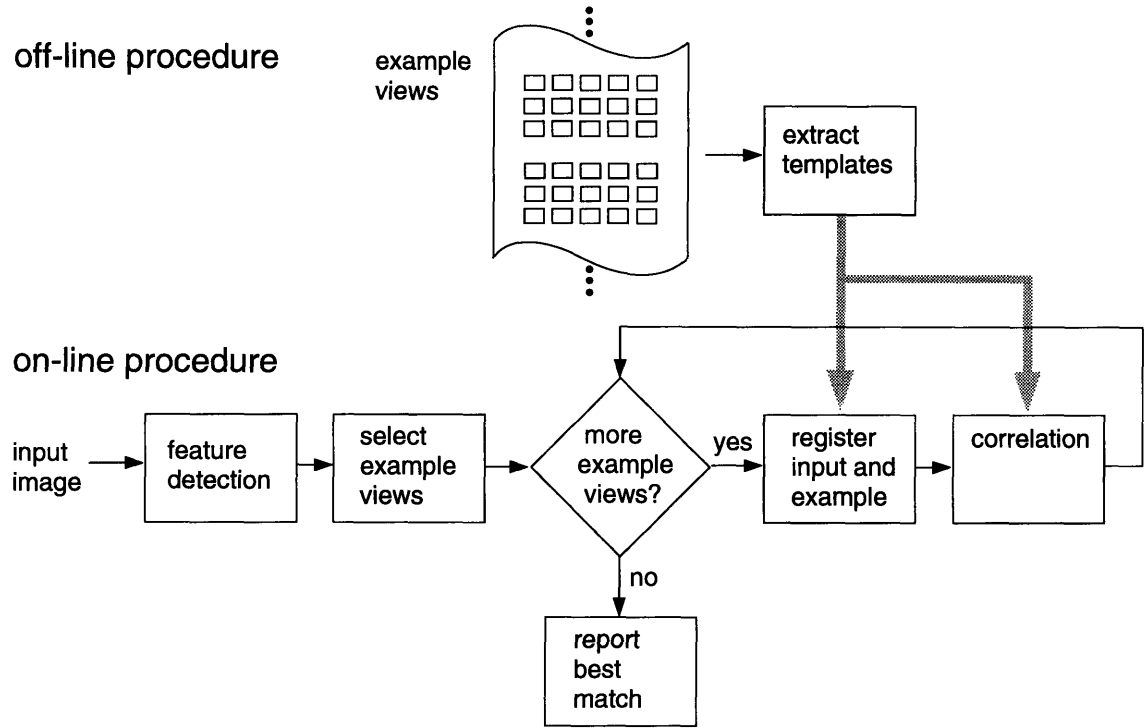 off-line procedure
example
views
extract
templates
on-line procedure
input
image
feature
detection
select
example
views
more
example
views?
yes
register
input and
example
correlation
no
report
best
match